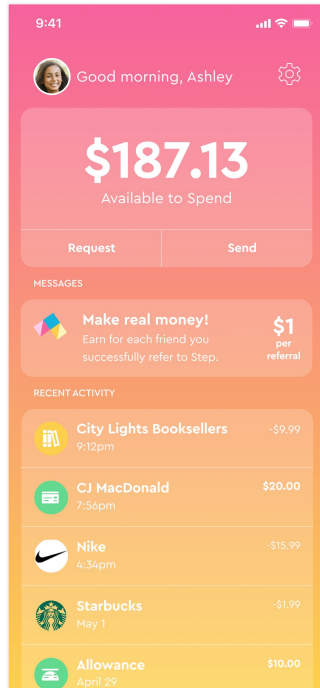 9:41
Good morning, Ashley
$187.13
Available to Spend
Request
Send
MESSAGES
Make real money!
Earn for each friend you
successfully refer to Step.
$1
per
referral
RECENT ACTIVITY
City Lights Booksellers
-$9.99
9:12pm
CJ MacDonald
$20.00
7:56pm
Nike
-$15.99
4:34pm
Starbucks
-$1.99
May 1
Allowance
$10.00
April 29